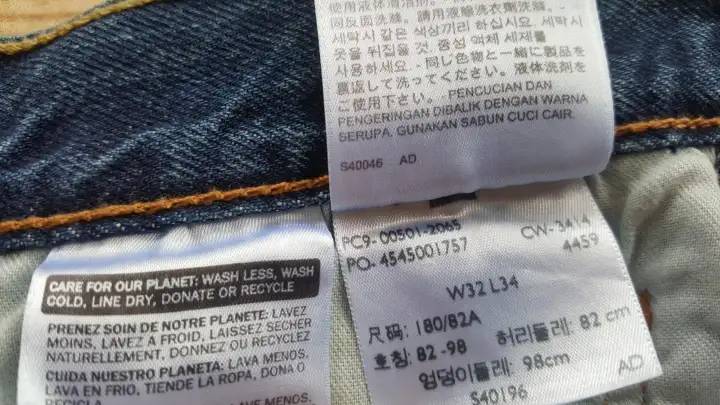 同反面洗滌。請用液態洗衣劑洗滌。
세탁시 같은 색상끼리 하십시오. 세탁시
옷을 뒤집을 것. 중성 액체 세제를
사용하세요. - 同じ色物と一緒に製品を
裏返して洗ってください。液体洗剤を
ご使用下さい。 PENCUCIAN DAN
PENGERINGAN DIBALIK DENGAN WARNA
SERUPA. GUNAKAN SABUN CUCI CAIR.
S40046 AD
CARE FOR OUR PLANET: WASH LESS, WASH
COLD, LINE DRY, DONATE OR RECYCLE
PRENEZ SOIN DE NOTRE PLANETE: LAVEZ
MOINS, LAVEZ A FROID, LAISSEZ SECHER
NATURELLEMENT, DONNEZ OU RECYCLEZ
CUIDA NUESTRO PLANETA: LAVA MENOS,
LAVA EN FRIO, TIENDE LA ROPA, DONA O
RECICLA
LAVE MENOS,
PC9- 00501-2065 CW-3414
PO- 4545001757 4459
W32 L34
尺码: 180/82A
호칭: 82 -98 허리둘레: 82 cm
엉덩이둘레: 98cm AD
S40196